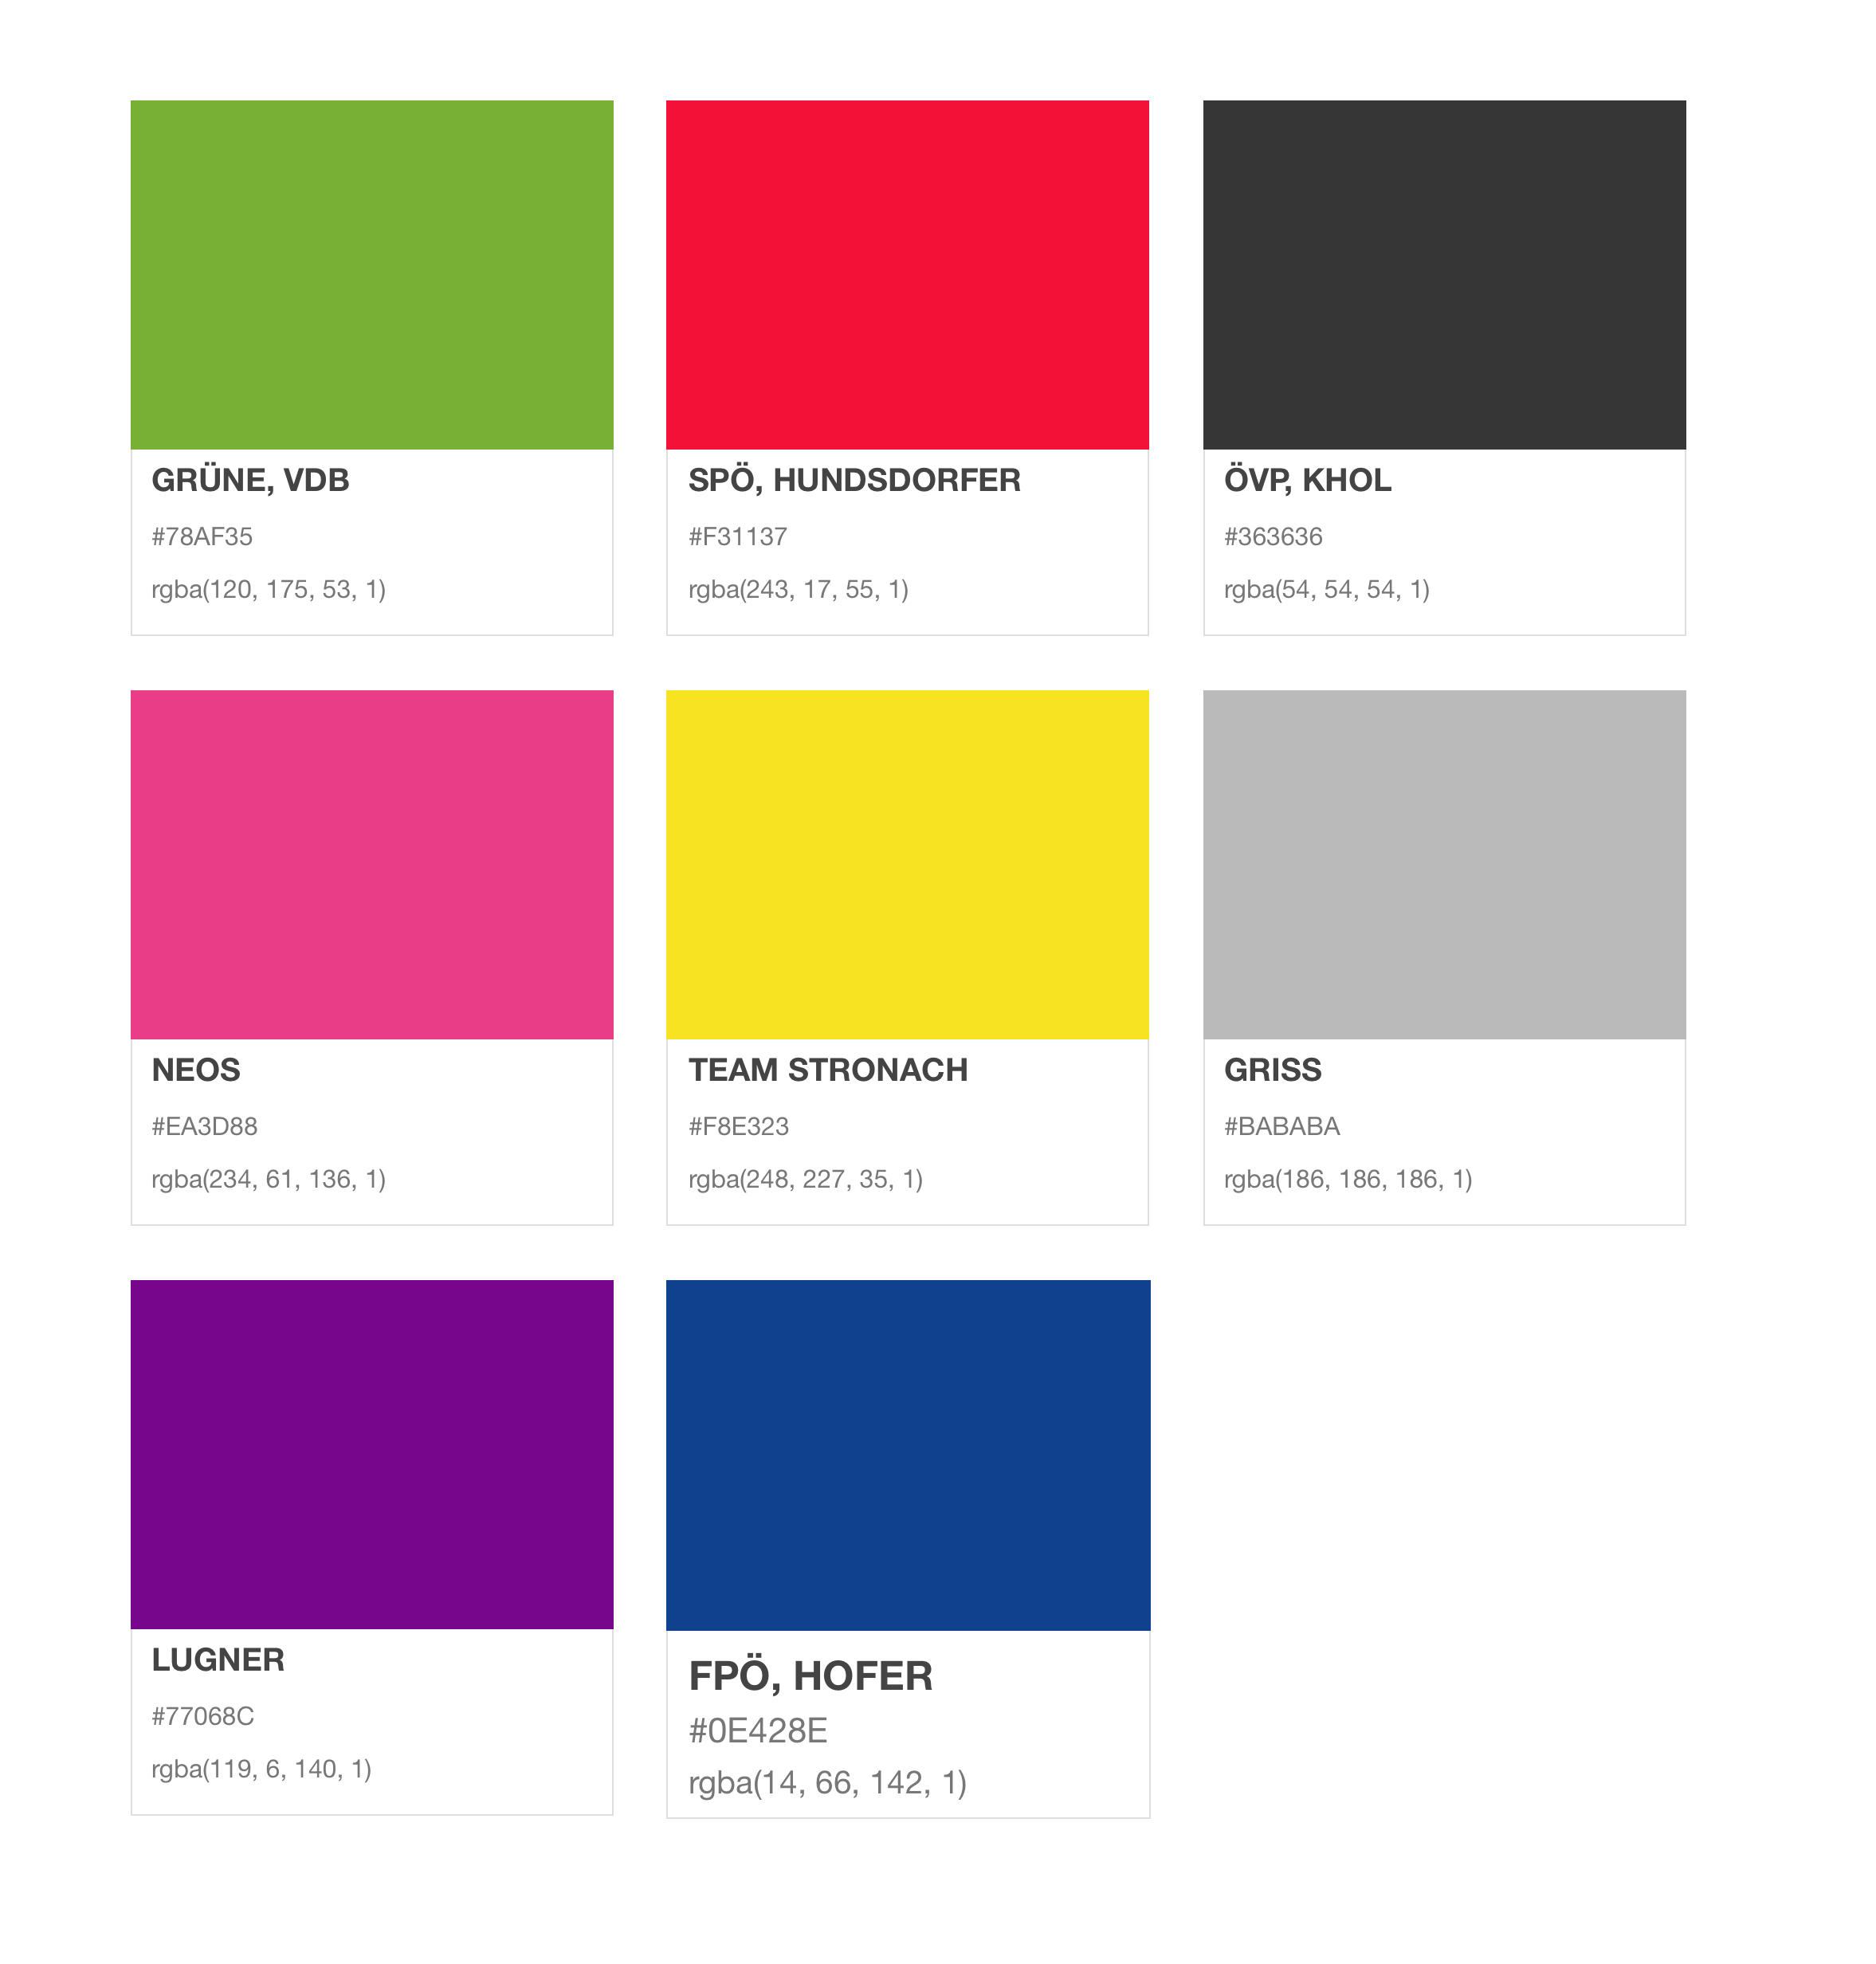 GRÜNE, VDB
#78AF35
rgba(120, 175, 53, 1)
SPÖ, HUNDSDORFER
#F31137
rgba(243, 17, 55, 1)
ÖVP, KHOL
#363636
rgba(54, 54, 54, 1)
NEOS
#EA3D88
rgba(234, 61, 136, 1)
TEAM STRONACH
#F8E323
rgba(248, 227, 35, 1)
GRISS
#BABABA
rgba(186, 186, 186, 1)
LUGNER
#77068C
rgba(119, 6, 140, 1)
FPÖ, HOFER
#0E428E
rgba(14, 66, 142, 1)